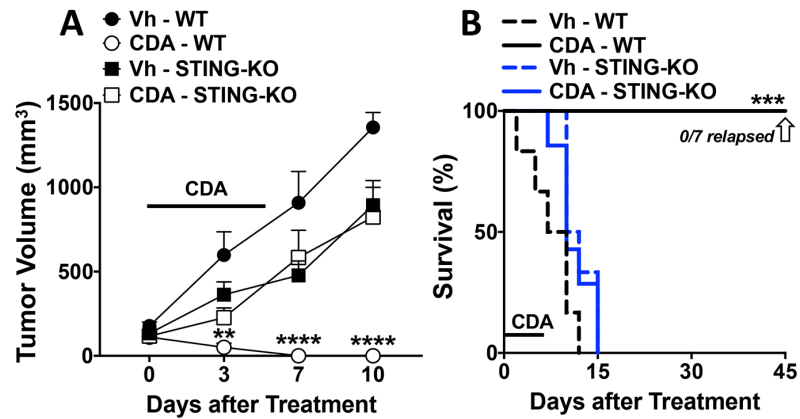 A
Vh - WT
CDA - WT
Vh - STING-KO
CDA - STING-KO
Tumor Volume (mm³)
1500
1000
500
0
CDA
**
****
****
0 3 7 10
Days after Treatment
B
Vh - WT
CDA - WT
Vh - STING-KO
CDA - STING-KO
Survival (%)
100
50
0
***
0/7 relapsed
CDA
0 15 30 45
Days after Treatment